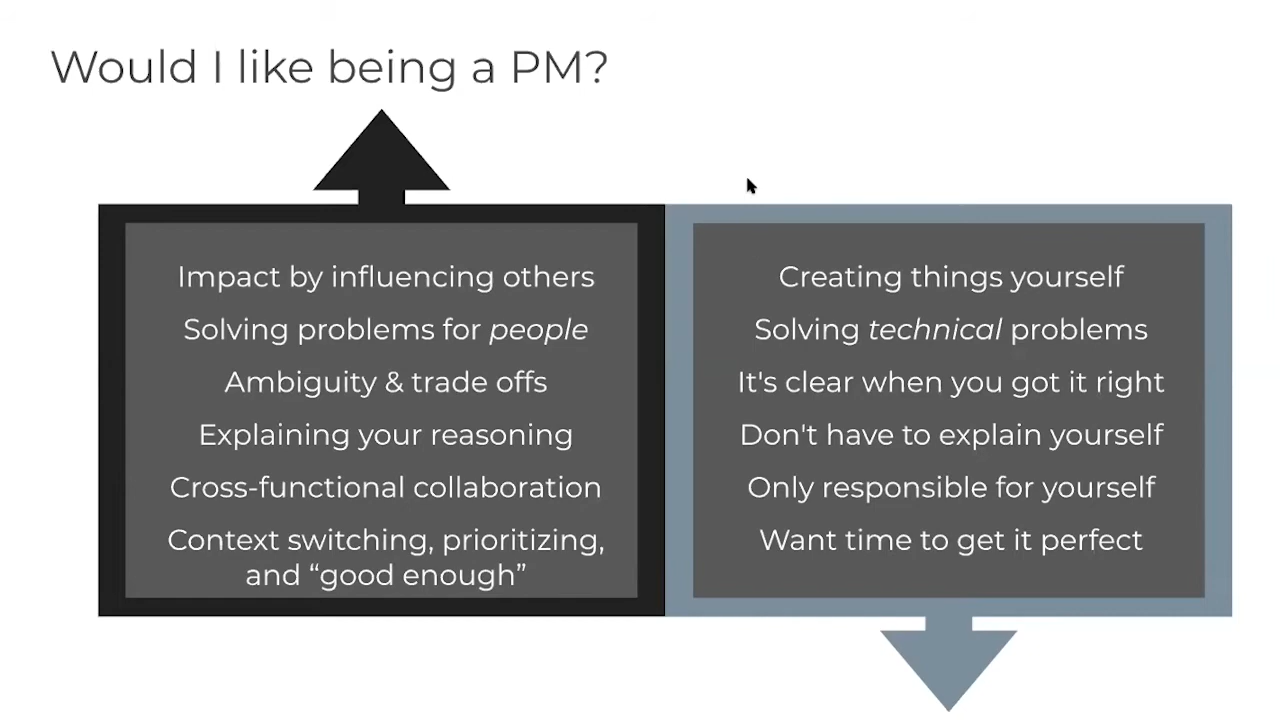 Would I like being a PM?
Impact by influencing others
Solving problems for people
Ambiguity & trade offs
Explaining your reasoning
Cross-functional collaboration
Context switching, prioritizing,
and “good enough”
Creating things yourself
Solving technical problems
It's clear when you got it right
Don't have to explain yourself
Only responsible for yourself
Want time to get it perfect